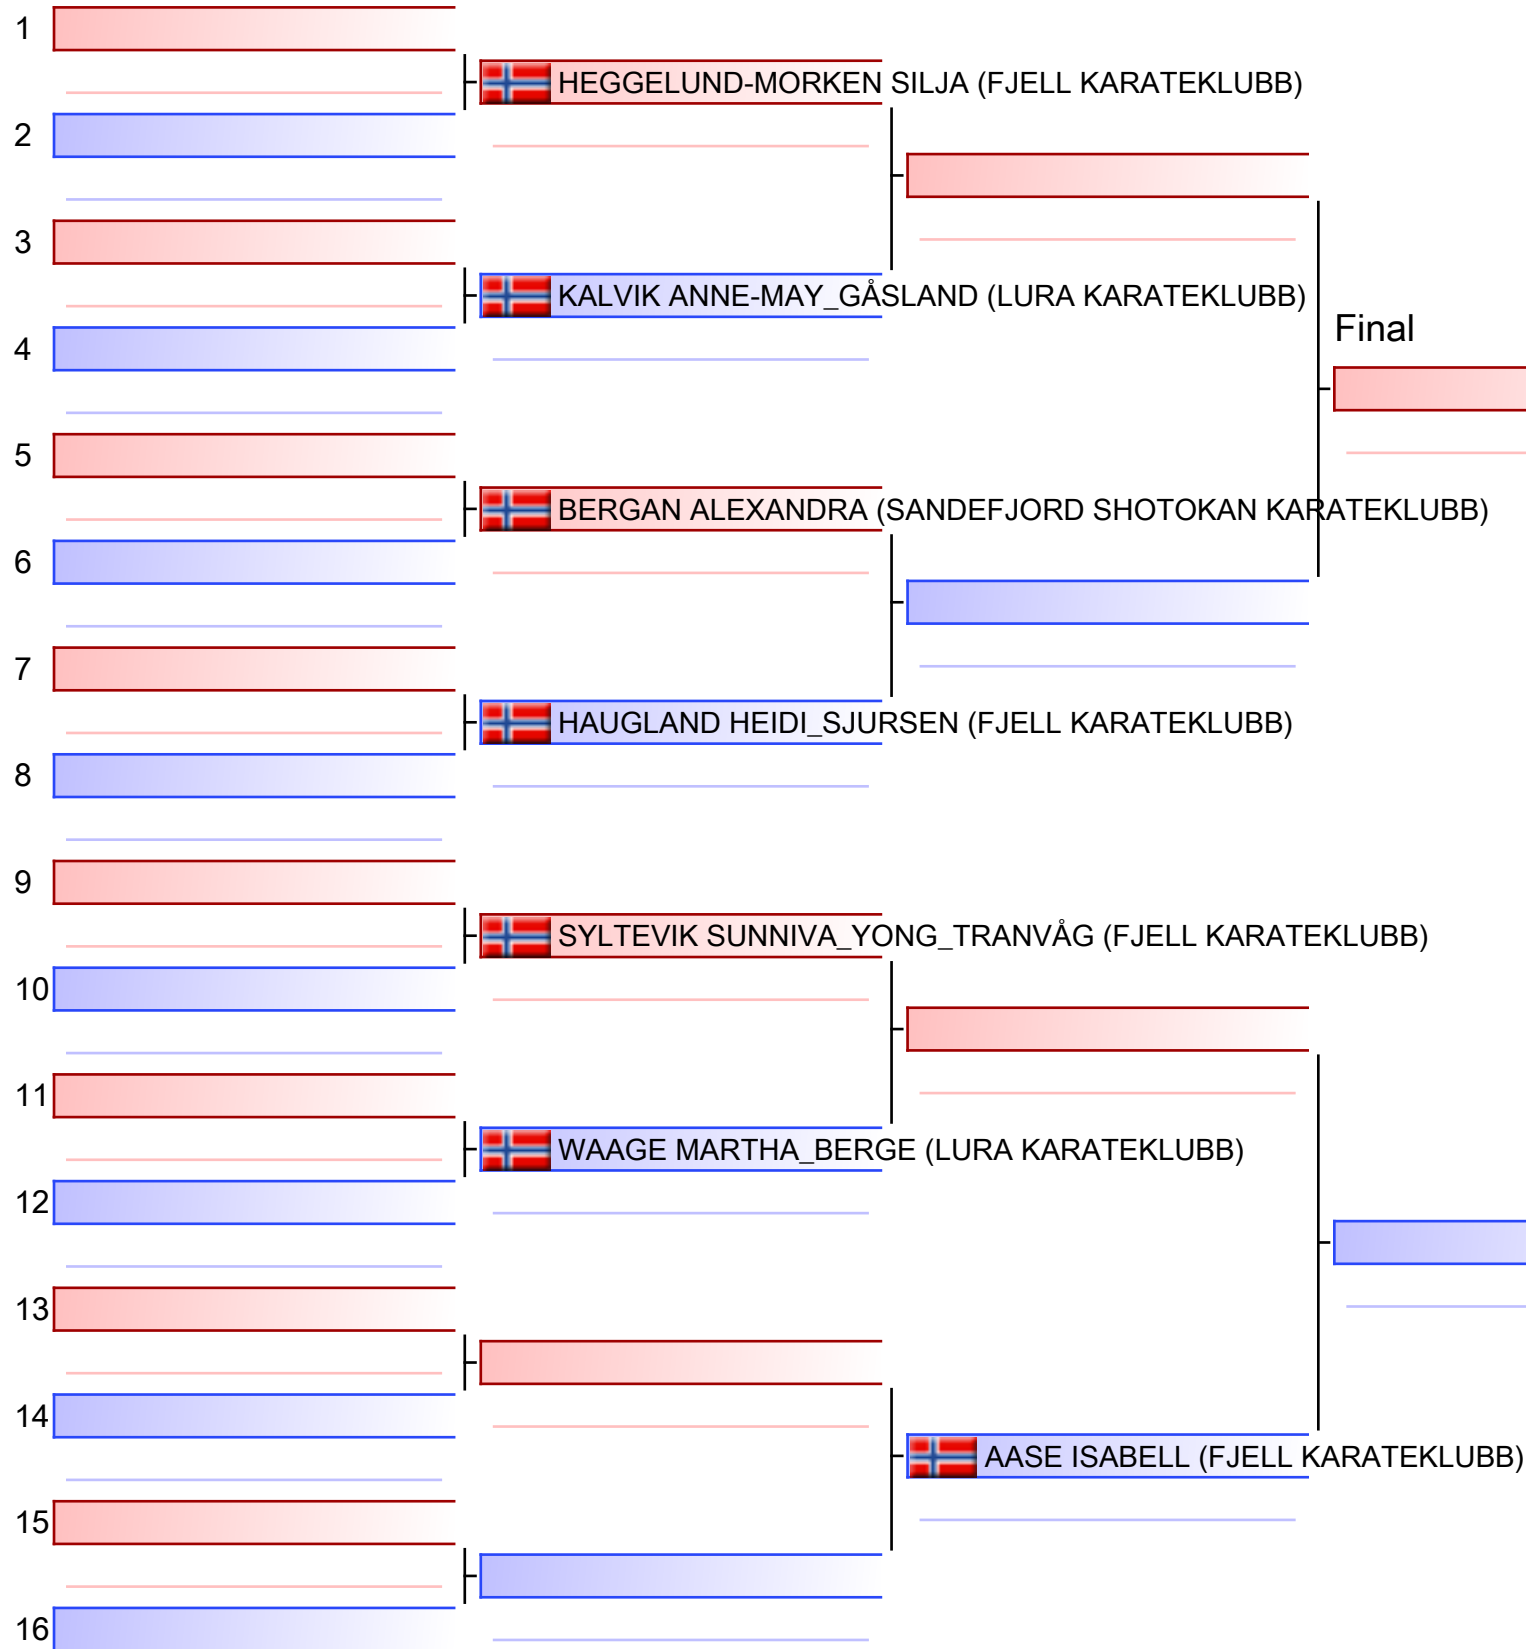 1
HEGGELUND-MORKEN SILJA (FJELL KARATEKLUBB)
2
3
KALVIK ANNE-MAY_GÅSLAND (LURA KARATEKLUBB)
4
Final
5
BERGAN ALEXANDRA (SANDEFJORD SHOTOKAN KARATEKLUBB)
6
7
HAUGLAND HEIDI_SJURSEN (FJELL KARATEKLUBB)
8
9
SYLTEVIK SUNNIVA_YONG_TRANVÅG (FJELL KARATEKLUBB)
10
11
WAAGE MARTHA_BERGE (LURA KARATEKLUBB)
12
13
14
AASE ISABELL (FJELL KARATEKLUBB)
15
16